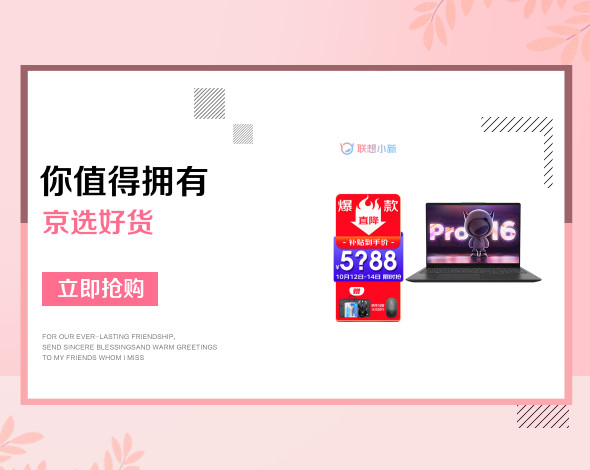 你值得拥有
京选好货
立即抢购
FOR OUR EVER-LASTING FRIENDSHIP,
SEND SINCERE BLESSINGSAND WARM GREETINGS
TO MY FRIENDS WHOM I MISS
联想小新
爆款
直降
补贴到手价
¥5?88
10月12日-14日 限时抢
赠
Pro 16